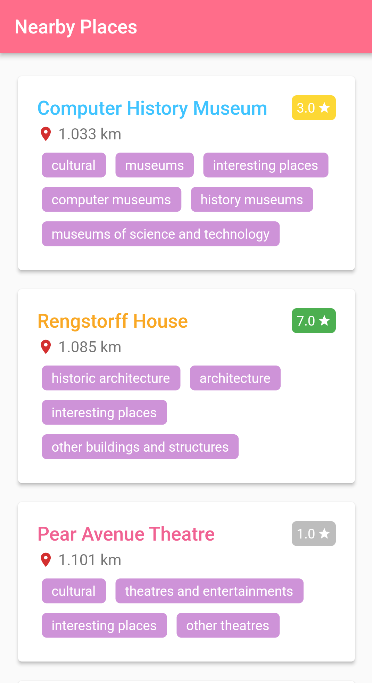 Nearby Places
Computer History Museum 3.0 ★
1.033 km
cultural museums interesting places
computer museums history museums
museums of science and technology
Rengstorff House 7.0 ★
1.085 km
historic architecture architecture
interesting places
other buildings and structures
Pear Avenue Theatre 1.0 ★
1.101 km
cultural theatres and entertainments
interesting places other theatres